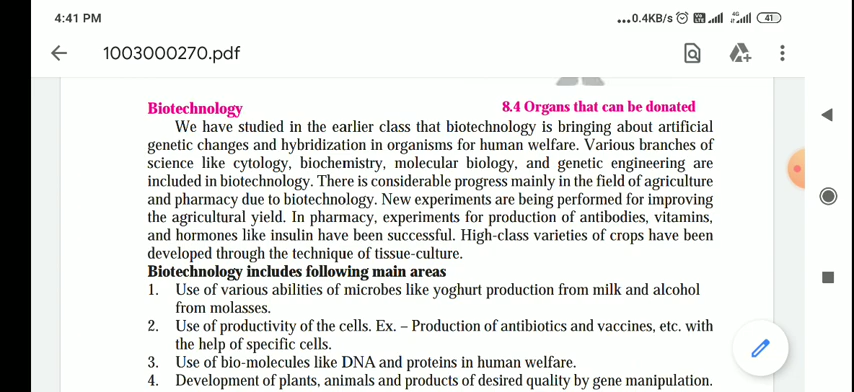 4:41 PM
...0.4KB/s 4G 41
1003000270.pdf
Biotechnology
8.4 Organs that can be donated
We have studied in the earlier class that biotechnology is bringing about artificial
genetic changes and hybridization in organisms for human welfare. Various branches of
science like cytology, biochemistry, molecular biology, and genetic engineering are
included in biotechnology. There is considerable progress mainly in the field of agriculture
and pharmacy due to biotechnology. New experiments are being performed for improving
the agricultural yield. In pharmacy, experiments for production of antibodies, vitamins,
and hormones like insulin have been successful. High-class varieties of crops have been
developed through the technique of tissue-culture.
Biotechnology includes following main areas
1. Use of various abilities of microbes like yoghurt production from milk and alcohol
from molasses.
2. Use of productivity of the cells. Ex. – Production of antibiotics and vaccines, etc. with
the help of specific cells.
3. Use of bio-molecules like DNA and proteins in human welfare.
4. Development of plants, animals and products of desired quality by gene manipulation.